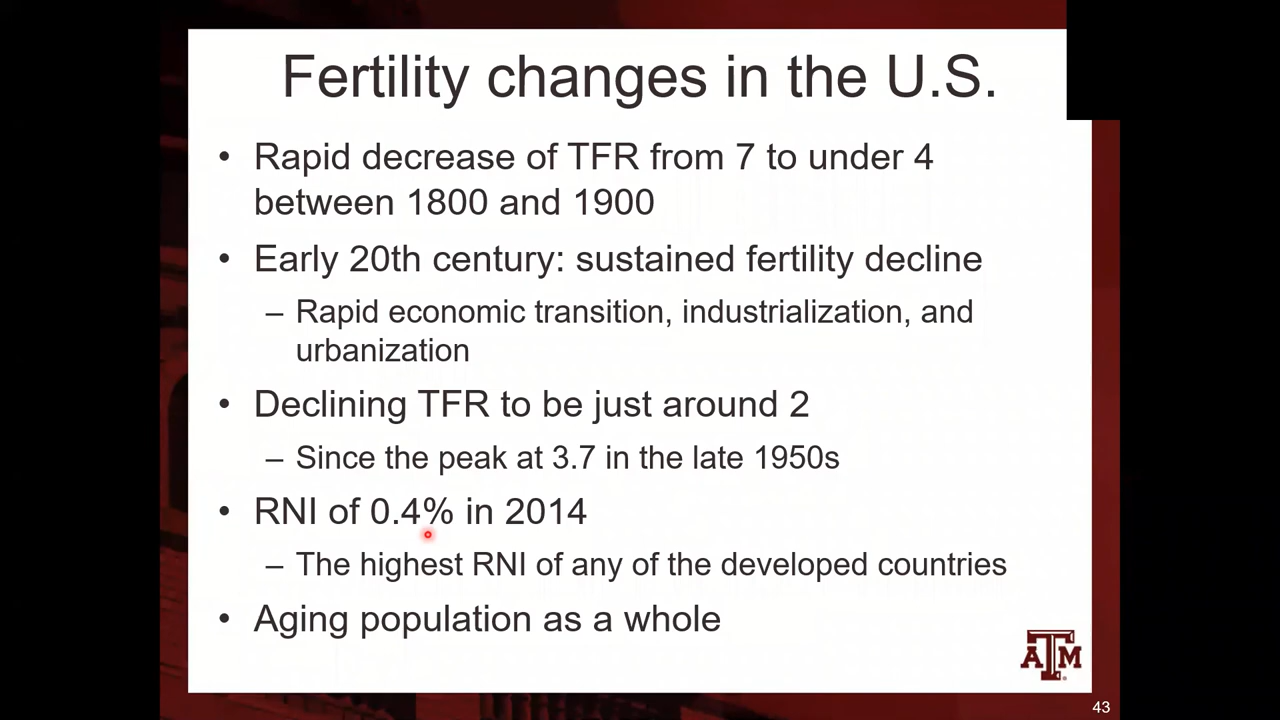 Fertility changes in the U.S.
• Rapid decrease of TFR from 7 to under 4
between 1800 and 1900
• Early 20th century: sustained fertility decline
– Rapid economic transition, industrialization, and
urbanization
• Declining TFR to be just around 2
– Since the peak at 3.7 in the late 1950s
• RNI of 0.4% in 2014
– The highest RNI of any of the developed countries
• Aging population as a whole
ATM
43